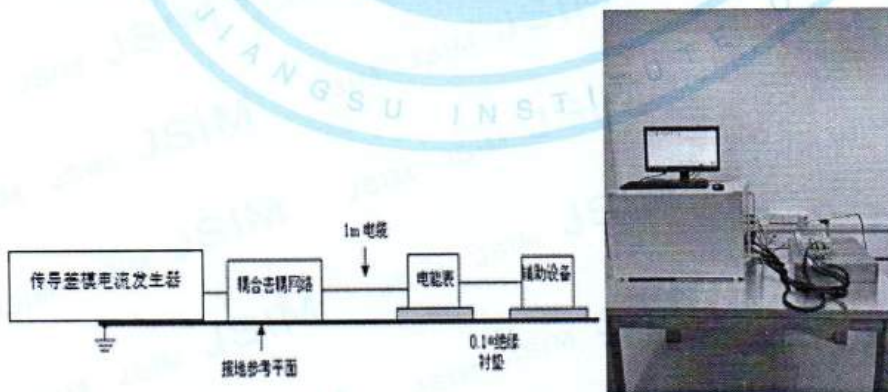 JIANGSU INSTITUTE O
1m 电缆
传导差模电流发生器
耦合去耦网络
电能表
辅助设备
接地参考平面
0.1m绝缘
衬垫